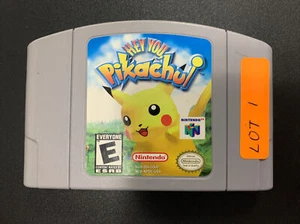 HEY YOU,
Pikachu!
EVERYONE
E
ESRB
Nintendo
NINTENDO 64
LOT 1